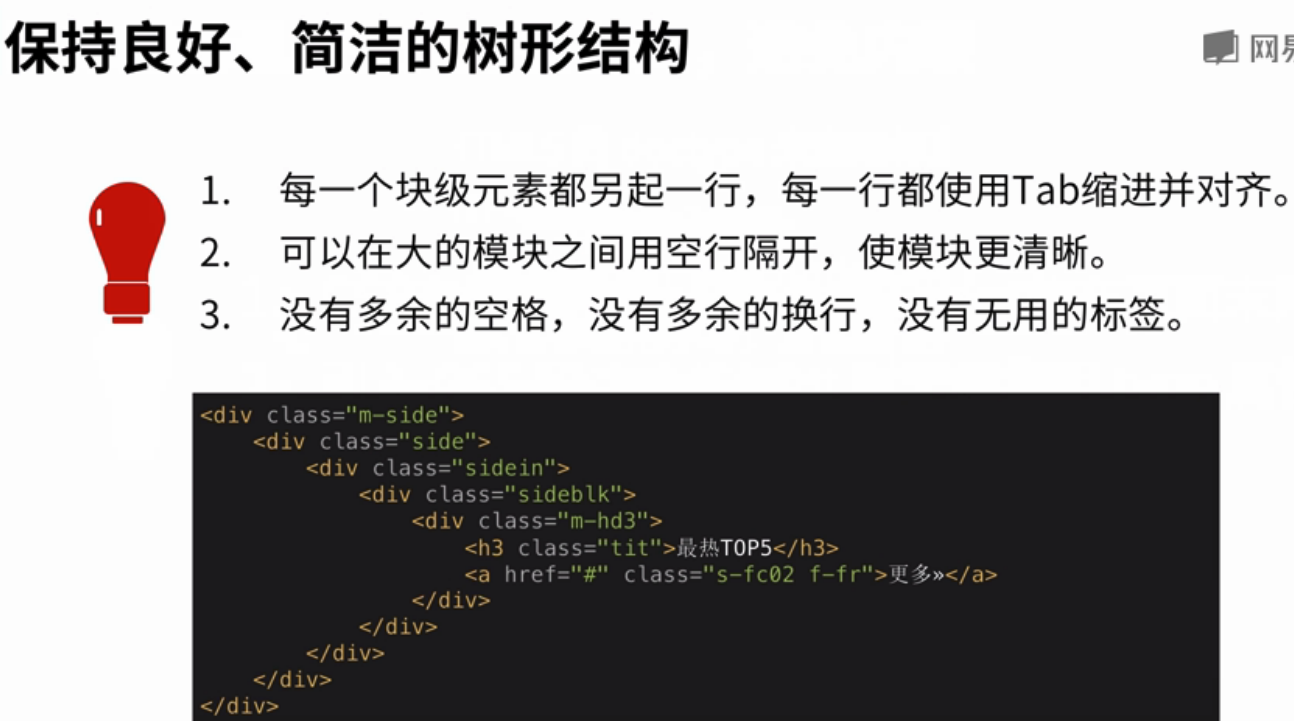 保持良好、简洁的树形结构
网易
1. 每一个块级元素都另起一行，每一行都使用Tab缩进并对齐。
2. 可以在大的模块之间用空行隔开，使模块更清晰。
3. 没有多余的空格，没有多余的换行，没有无用的标签。
<div class="m-side">
<div class="side">
<div class="sidein">
<div class="sideblk">
<div class="m-hd3">
<h3 class="tit">最热TOP5</h3>
<a href="#" class="s-fc02 f-fr">更多»</a>
</div>
</div>
</div>
</div>
</div>